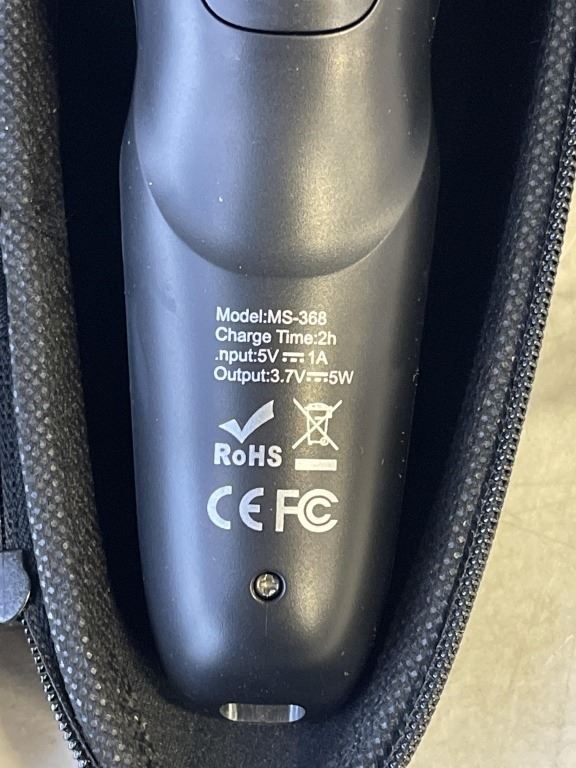 Model:MS-368
Charge Time:2h
.nput:5V⎓1A
Output:3.7V⎓5W
RoHS
CE FC